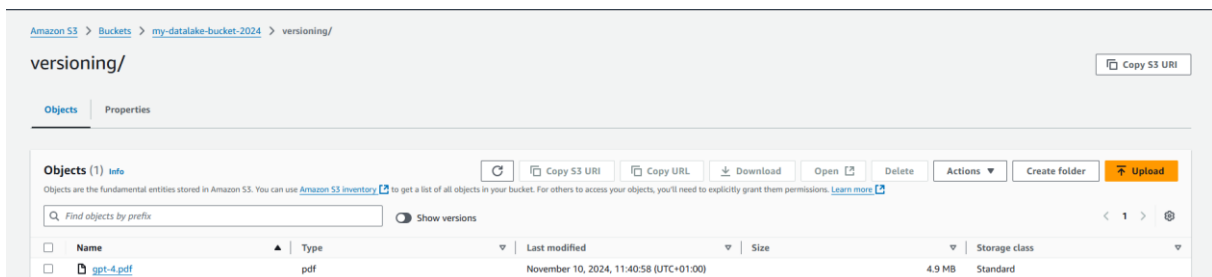 Amazon S3 > Buckets > my-datalake-bucket-2024 > versioning/
versioning/
Copy S3 URI
Objects Properties
Objects (1) Info
Copy S3 URI Copy URL Download Open Delete Actions Create folder Upload
Objects are the fundamental entities stored in Amazon S3. You can use Amazon S3 inventory to get a list of all objects in your bucket. For others to access your objects, you'll need to explicitly grant them permissions. Learn more
Find objects by prefix Show versions < 1 >
Name Type Last modified Size Storage class
gpt-4.pdf pdf November 10, 2024, 11:40:58 (UTC+01:00) 4.9 MB Standard